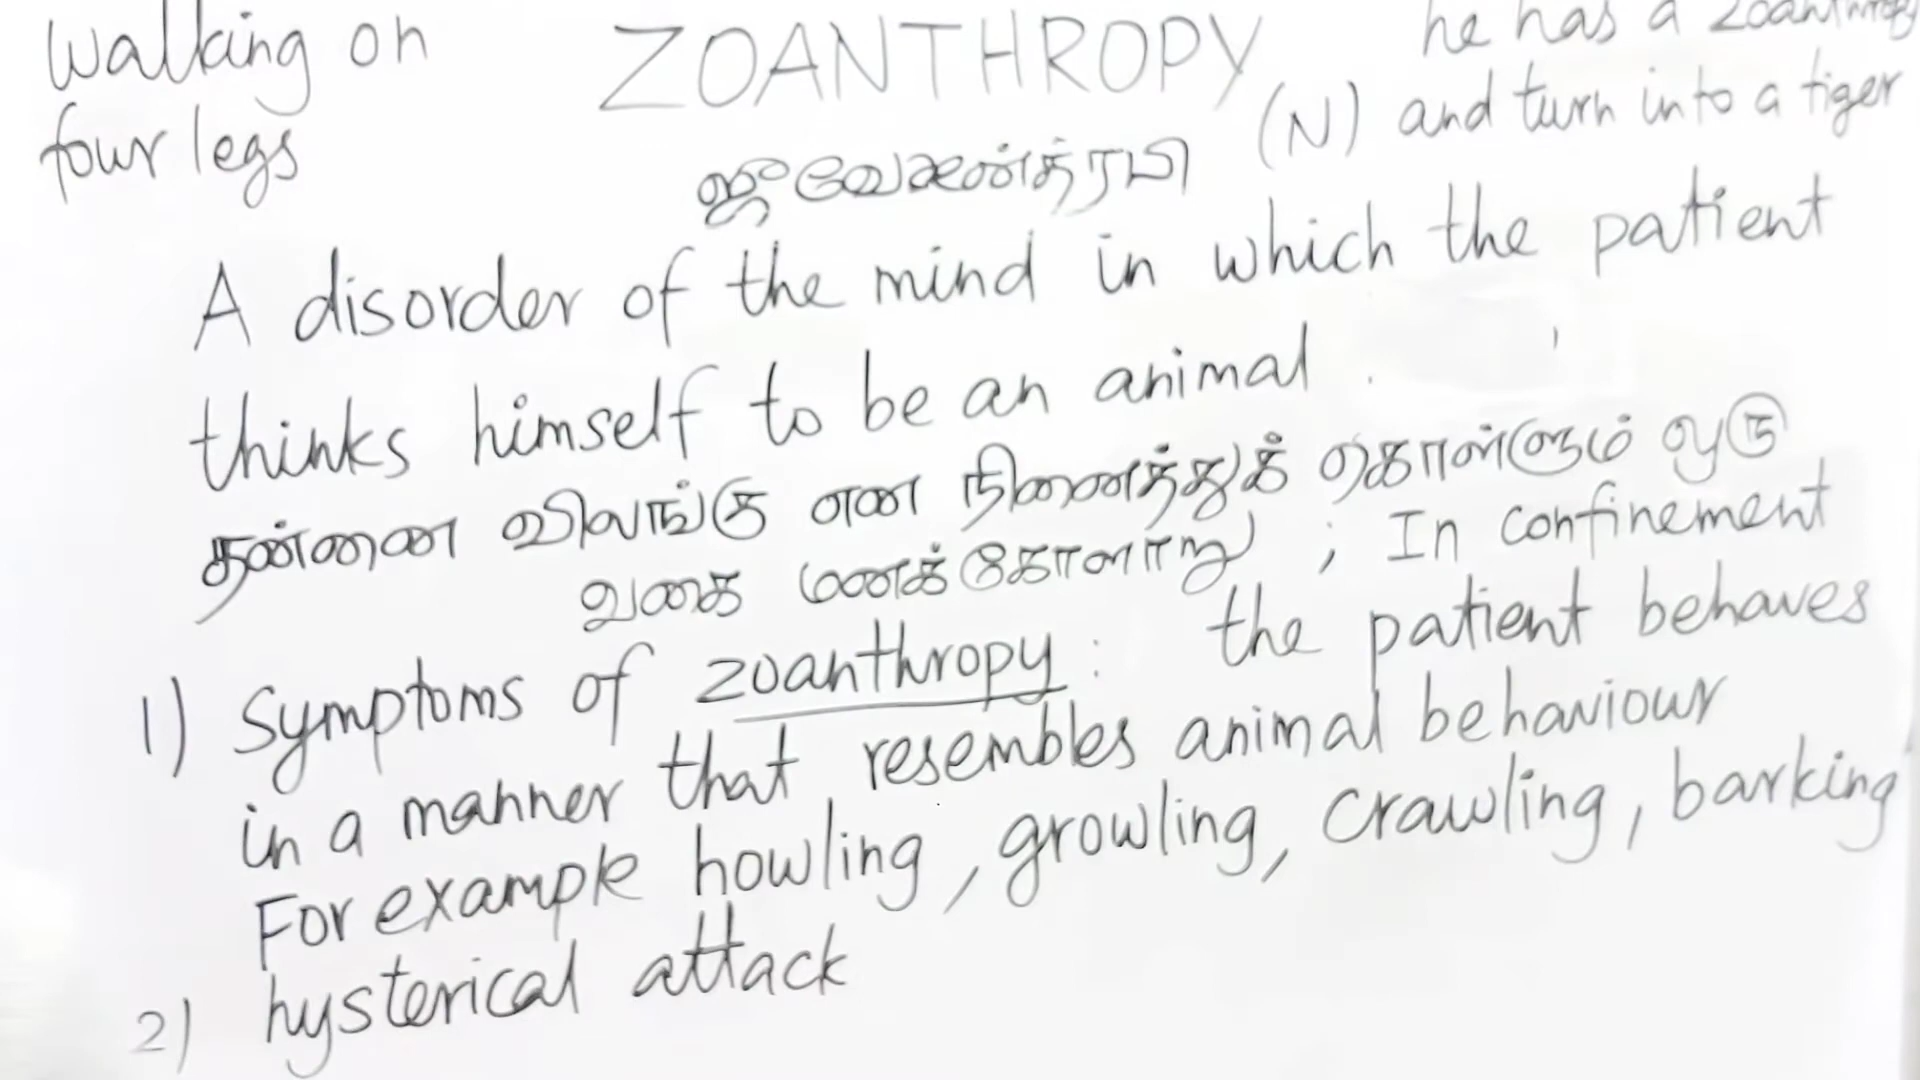 walking on
four legs
ZOANTHROPY
(N)
he has a zoanthropy
and turn into a tiger
ஜுவோண்த்ரபி
A disorder of the mind in which the patient
thinks himself to be an animal.
தன்னை விலங்கு என நினைத்துக் கொள்ளும் ஒரு
வகை மனக்கோளாறு ; In confinement
1) Symptoms of zoanthropy : the patient behaves
in a manner that resembles animal behaviour
For example howling, growling, crawling, barking
2) hysterical attack